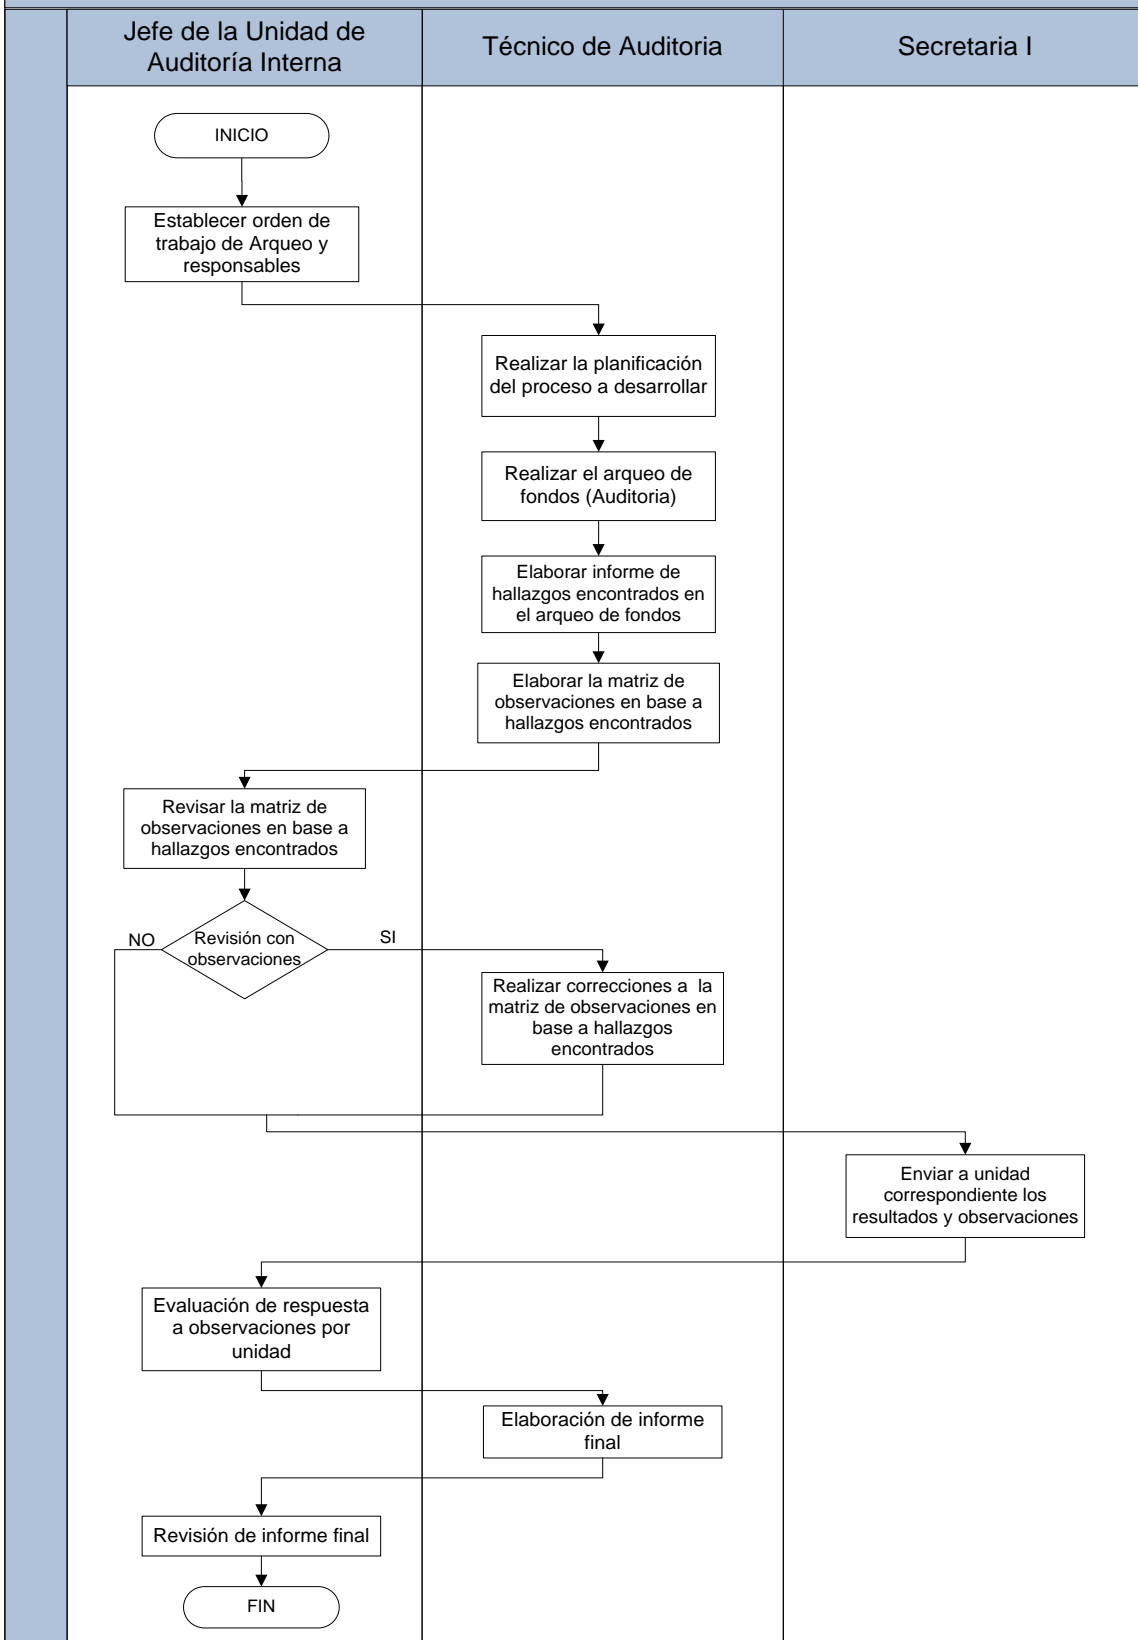 Jefe de la Unidad de
Auditoría Interna
Técnico de Auditoria
Secretaria I
INICIO
Establecer orden de
trabajo de Arqueo y
responsables
Realizar la planificación
del proceso a desarrollar
Realizar el arqueo de
fondos (Auditoria)
Elaborar informe de
hallazgos encontrados en
el arqueo de fondos
Elaborar la matriz de
observaciones en base a
hallazgos encontrados
Revisar la matriz de
observaciones en base a
hallazgos encontrados
NO
Revisión con
observaciones
SI
Realizar correcciones a la
matriz de observaciones en
base a hallazgos
encontrados
Enviar a unidad
correspondiente los
resultados y observaciones
Evaluación de respuesta
a observaciones por
unidad
Elaboración de informe
final
Revisión de informe final
FIN